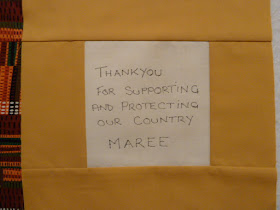 THANKYOU
FOR SUPPORTING
AND PROTECTING
OUR COUNTRY
MAREE